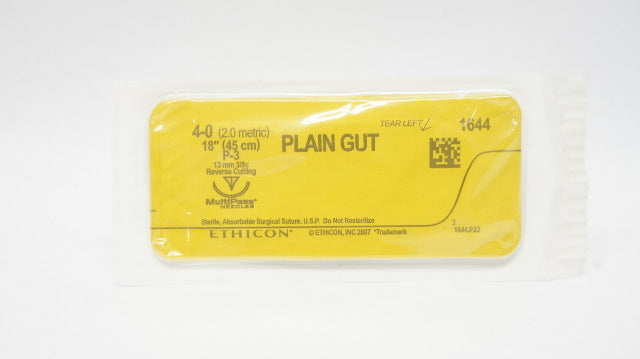 4-0 (2.0 metric)
18" (45 cm)
P-3
13 mm 3/8c
Reverse Cutting
MultiPass*
NEEDLES
PLAIN GUT
TEAR LEFT
1644
Sterile, Absorbable Surgical Suture. U.S.P. Do Not Resterilize
ETHICON* © ETHICON, INC 2007 *Trademark
3
1644.P32